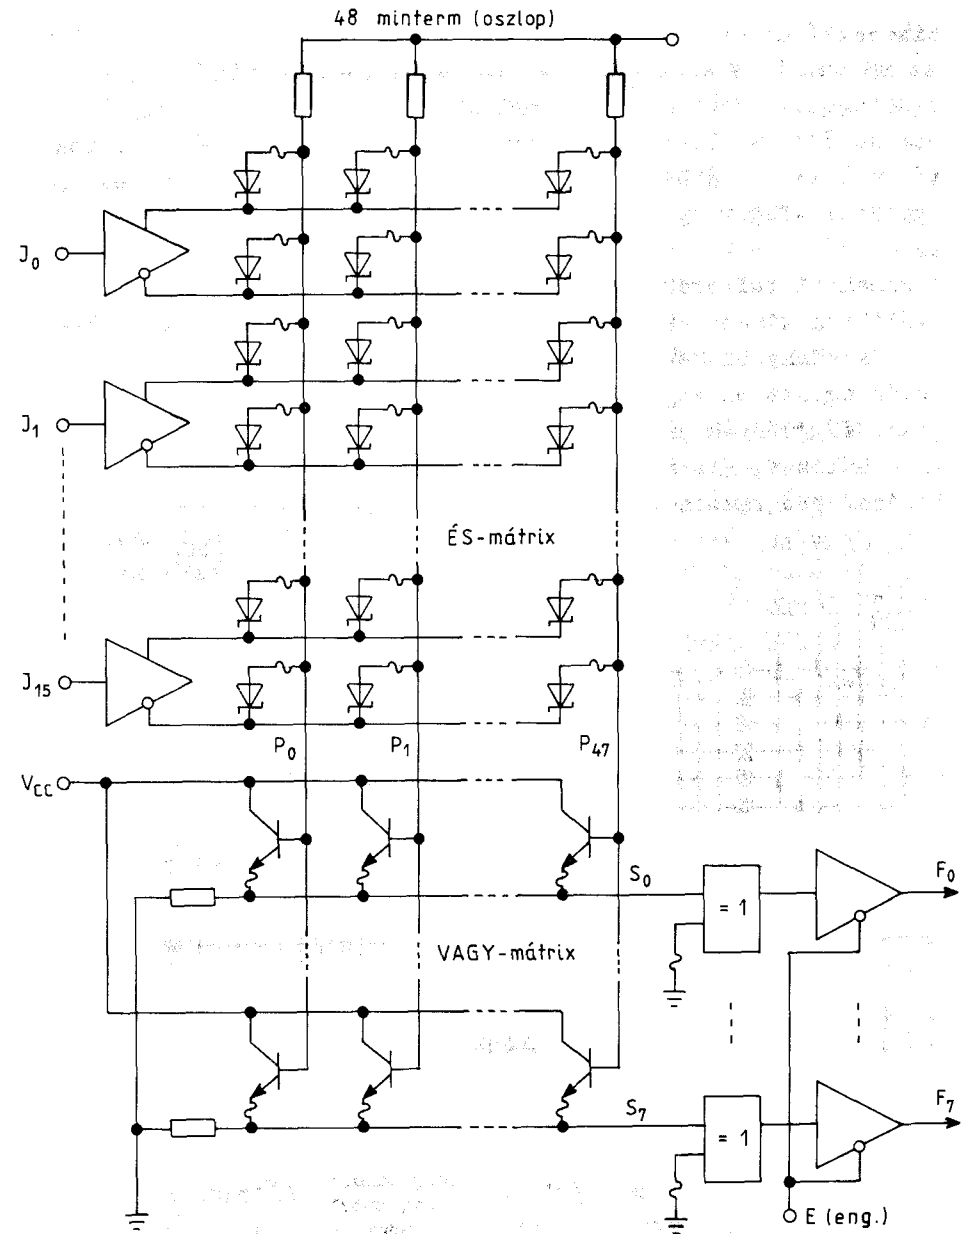 48 minterm (oszlop)
J0
J1
ÉS-mátrix
J15
P0 P1 P47
VCC
S0 = 1 F0
VAGY-mátrix
S7 = 1 F7
E (eng.)